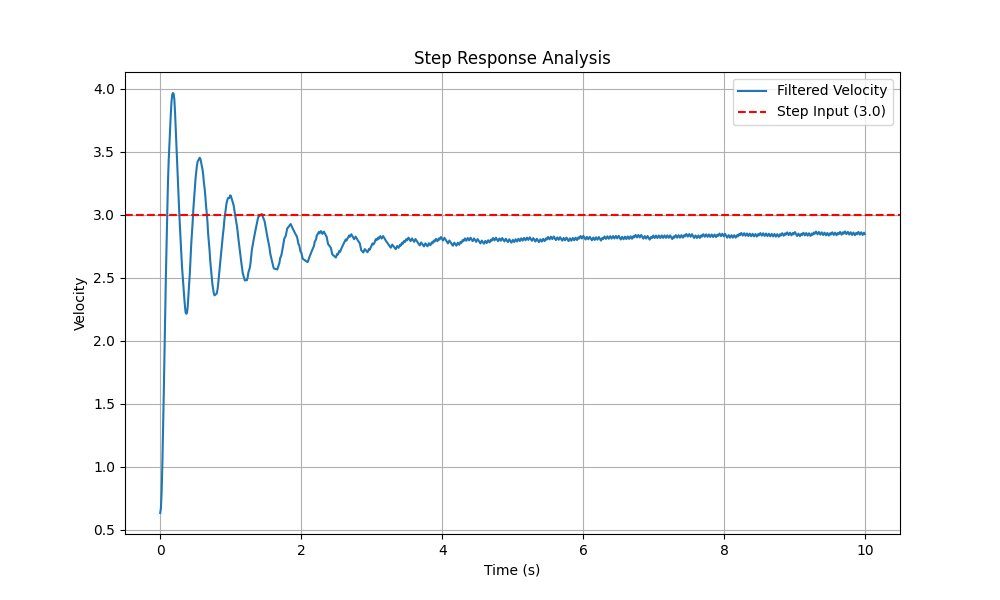 Step Response Analysis
Filtered Velocity
Step Input (3.0)
Velocity
4.0
3.5
3.0
2.5
2.0
1.5
1.0
0.5
0 2 4 6 8 10
Time (s)